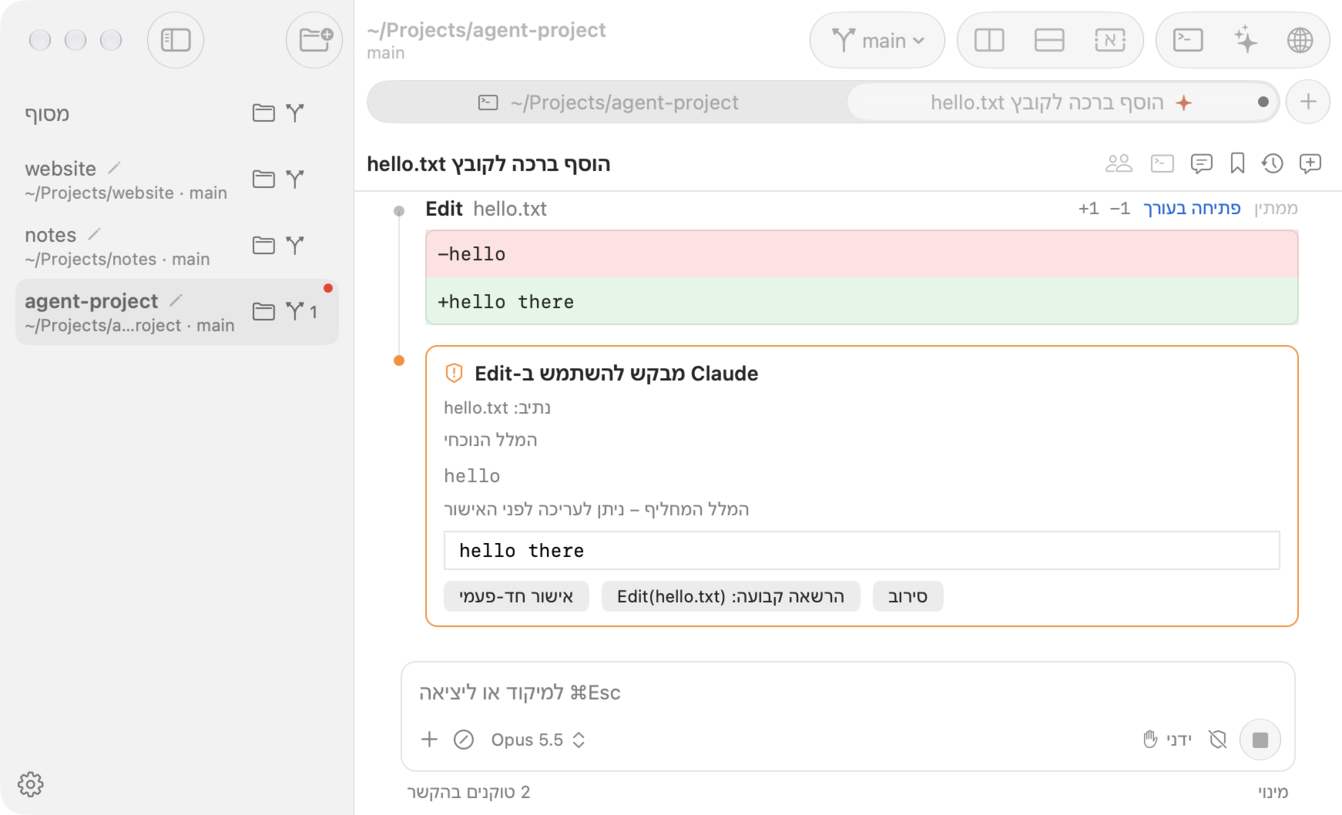 מסוף
website
~/Projects/website · main
notes
~/Projects/notes · main
agent-project
~/Projects/a...roject · main
1
~/Projects/agent-project
main
main
א
~/Projects/agent-project
הוסף ברכה לקובץ hello.txt
הוסף ברכה לקובץ hello.txt
Edit hello.txt
+1 −1 פתיחה בעורך ממתין
−hello
+hello there
Claude מבקש להשתמש ב-Edit
נתיב: hello.txt
המלל הנוכחי
hello
המלל המחליף – ניתן לעריכה לפני האישור
hello there
אישור חד-פעמי
הרשאה קבועה: Edit(hello.txt)
סירוב
⌘Esc למיקוד או ליציאה
Opus 5.5
ידני
2 טוקנים בהקשר
מינוי